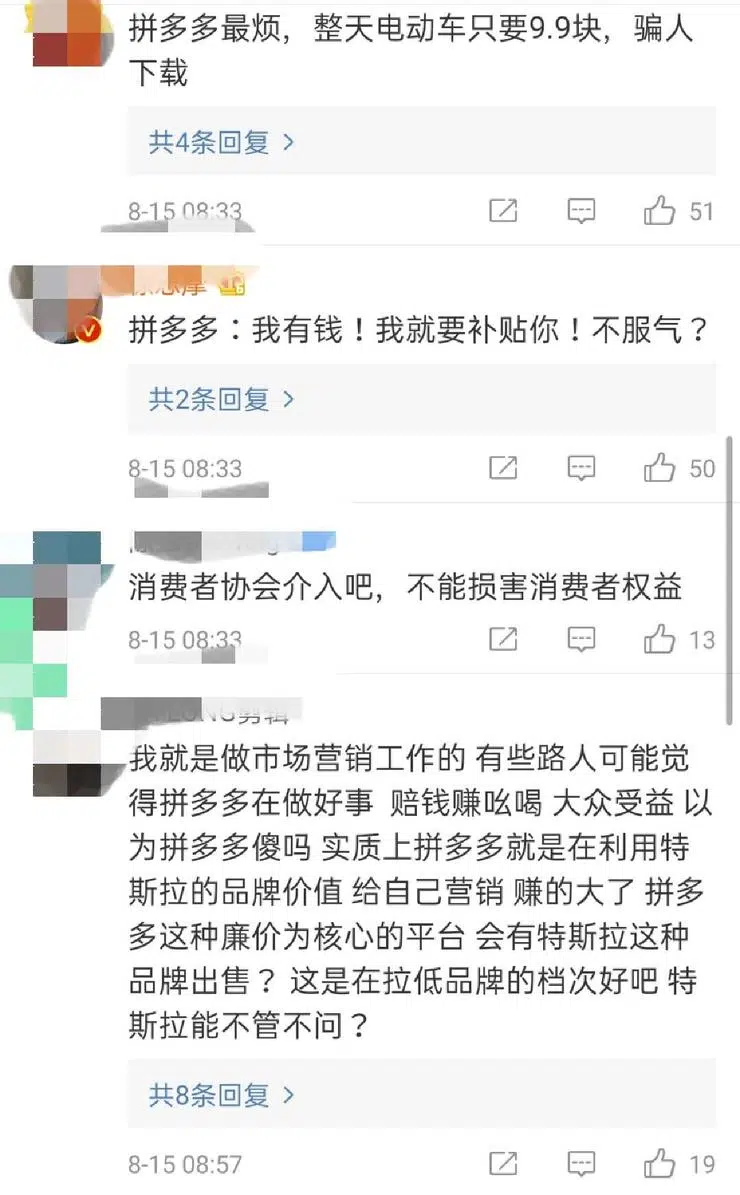 拼多多最烦，整天电动车只要9.9块，骗人
下载
共4条回复 >
8-15 08:33
51
拼多多：我有钱！我就要补贴你！不服气？
共2条回复 >
8-15 08:33
50
消费者协会介入吧，不能损害消费者权益
8-15 08:33
13
剪辑
我就是做市场营销工作的 有些路人可能觉
得拼多多在做好事 赔钱赚吆喝 大众受益 以
为拼多多傻吗 实质上拼多多就是在利用特
斯拉的品牌价值 给自己营销 赚的大了 拼多
多这种廉价为核心的平台 会有特斯拉这种
品牌出售？ 这是在拉低品牌的档次好吧 特
斯拉能不管不问？
共8条回复 >
8-15 08:57
19